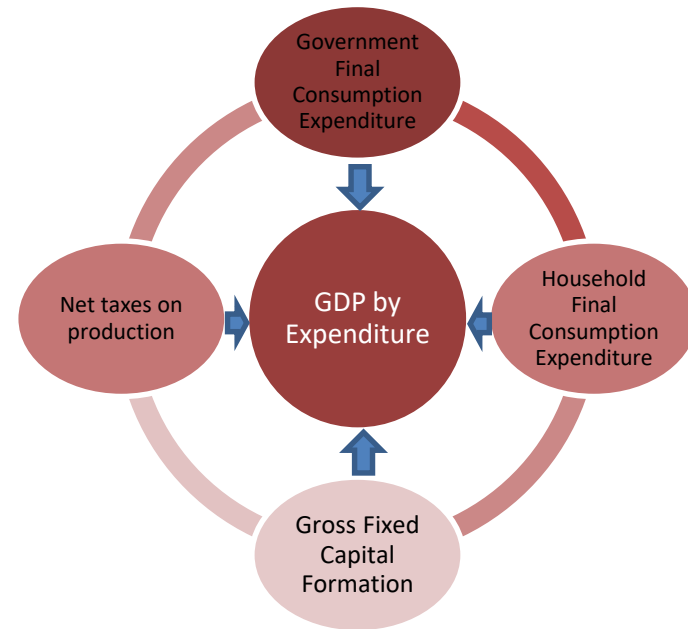 Government
Final
Consumption
Expenditure
Net taxes on
production
GDP by
Expenditure
Household
Final
Consumption
Expenditure
Gross Fixed
Capital
Formation